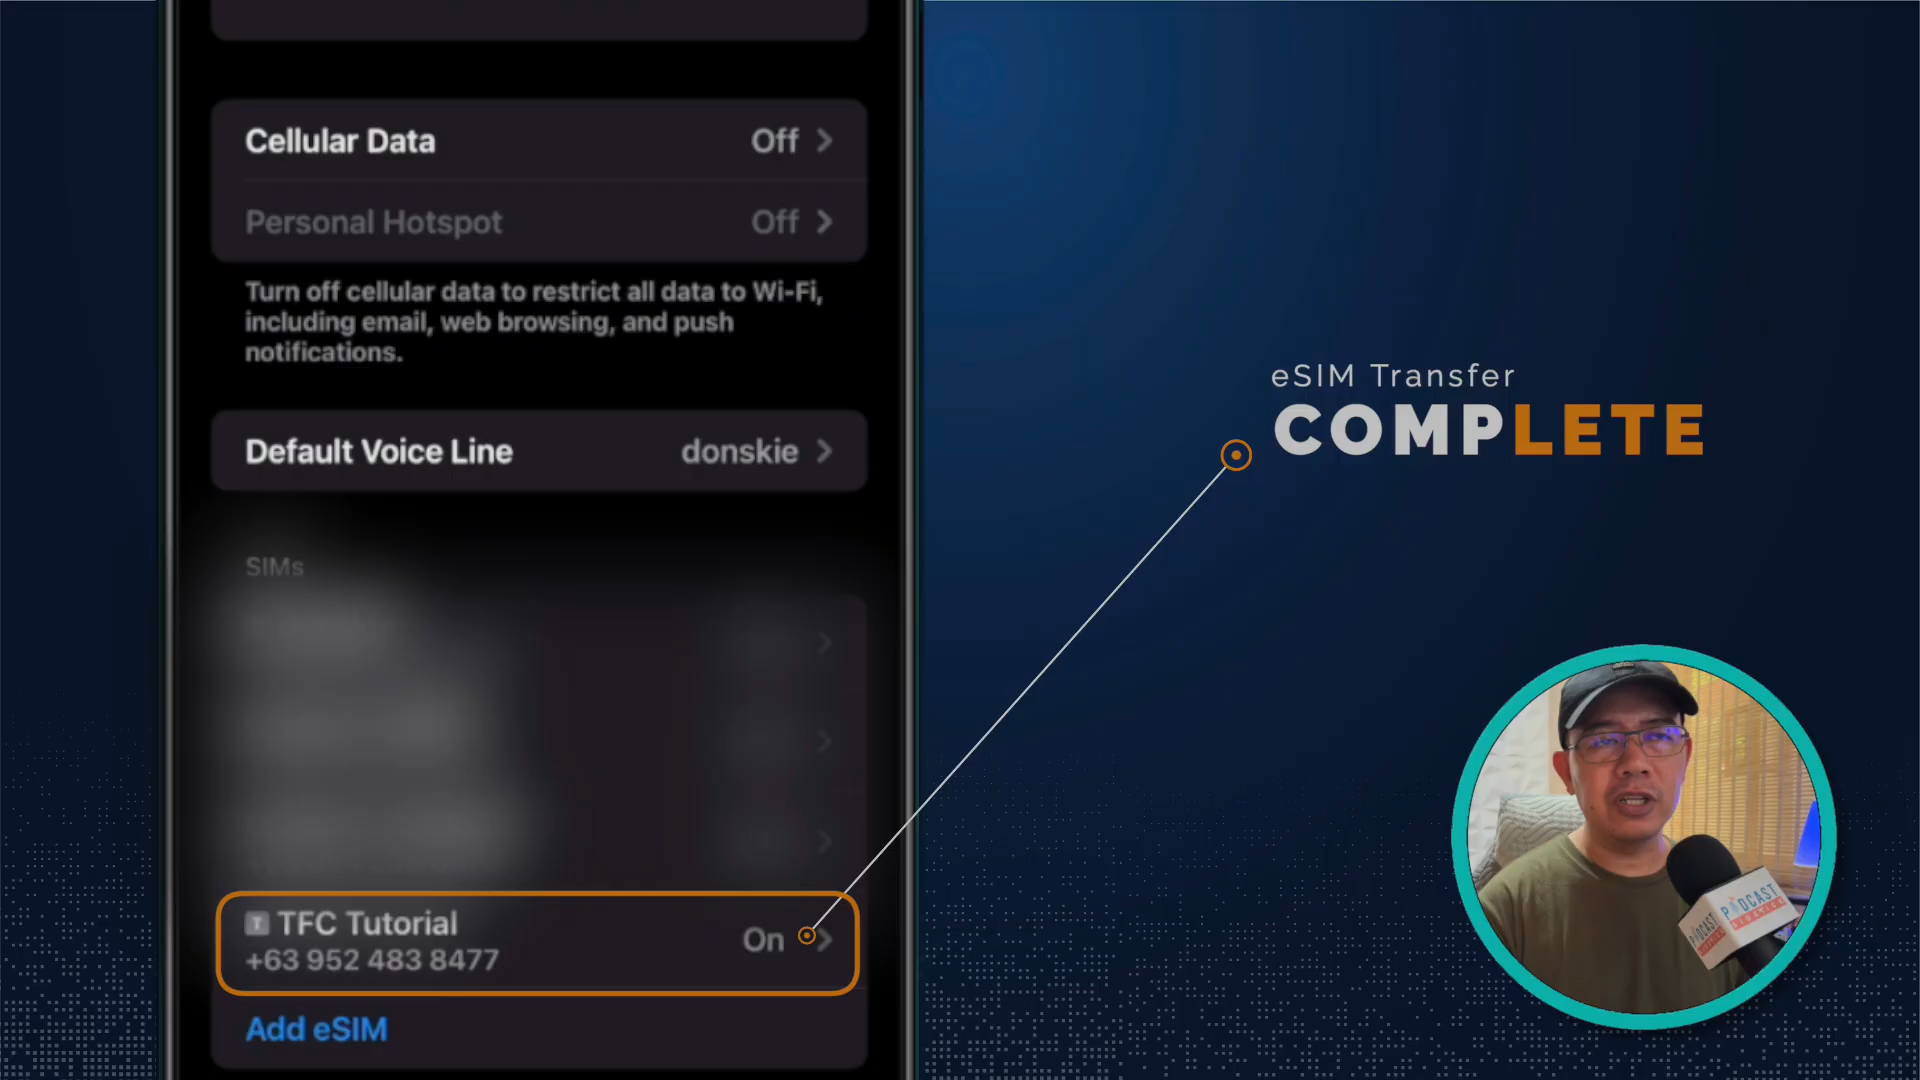 Cellular Data
Off
Personal Hotspot
Off
Turn off cellular data to restrict all data to Wi-Fi,
including email, web browsing, and push
notifications.
Default Voice Line
donskie
SIMs
T TFC Tutorial
+63 952 483 8477
On
Add eSIM
eSIM Transfer
COMPLETE
PODCAST
PODCAST